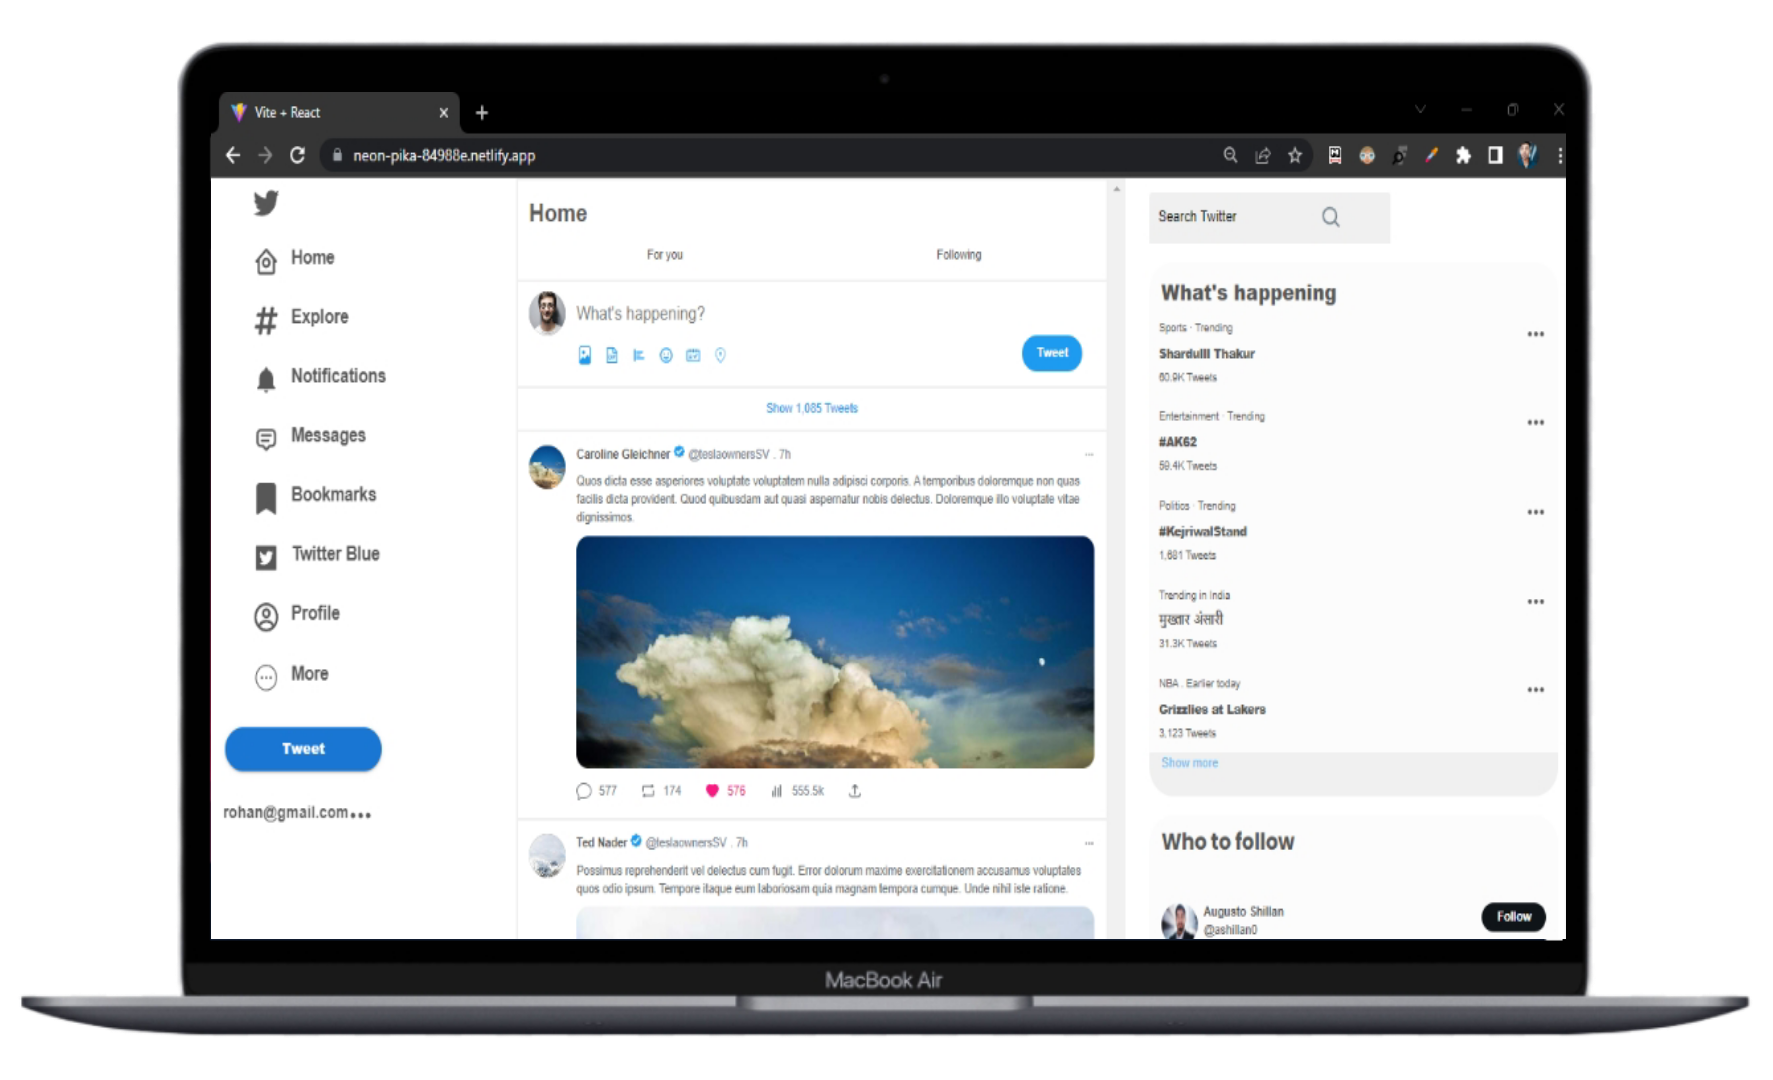 Vite + React
neon-pika-84988e.netlify.app
Home
Explore
Notifications
Messages
Bookmarks
Twitter Blue
Profile
More
Tweet
rohan@gmail.com
Home
For you
Following
What's happening?
Tweet
Show 1,085 Tweets
Caroline Gleichner @teslaownersSV . 7h
Quos dicta esse asperiores voluptate voluptatem nulla adipisci corporis. A temporibus doloremque non quas
facilis dicta provident. Quod quibusdam aut quasi aspernatur nobis delectus. Doloremque illo voluptate vitae
dignissimos.
577 174 576 555.5k
Ted Nader @teslaownersSV . 7h
Possimus reprehenderit vel delectus cum fugit. Error dolorum maxime exercitationem accusamus voluptates
quos odio ipsum. Tempore itaque eum laboriosam quia magnam tempora cumque. Unde nihil iste ratione.
Search Twitter
What's happening
Sports · Trending
Shardulll Thakur
60.9K Tweets
Entertainment · Trending
#AK62
59.4K Tweets
Politics · Trending
#KejriwalStand
1,681 Tweets
Trending in India
मुख्तार अंसारी
31.3K Tweets
NBA . Earlier today
Grizzlies at Lakers
3,123 Tweets
Show more
Who to follow
Augusto Shillan
@ashillan0
Follow
MacBook Air